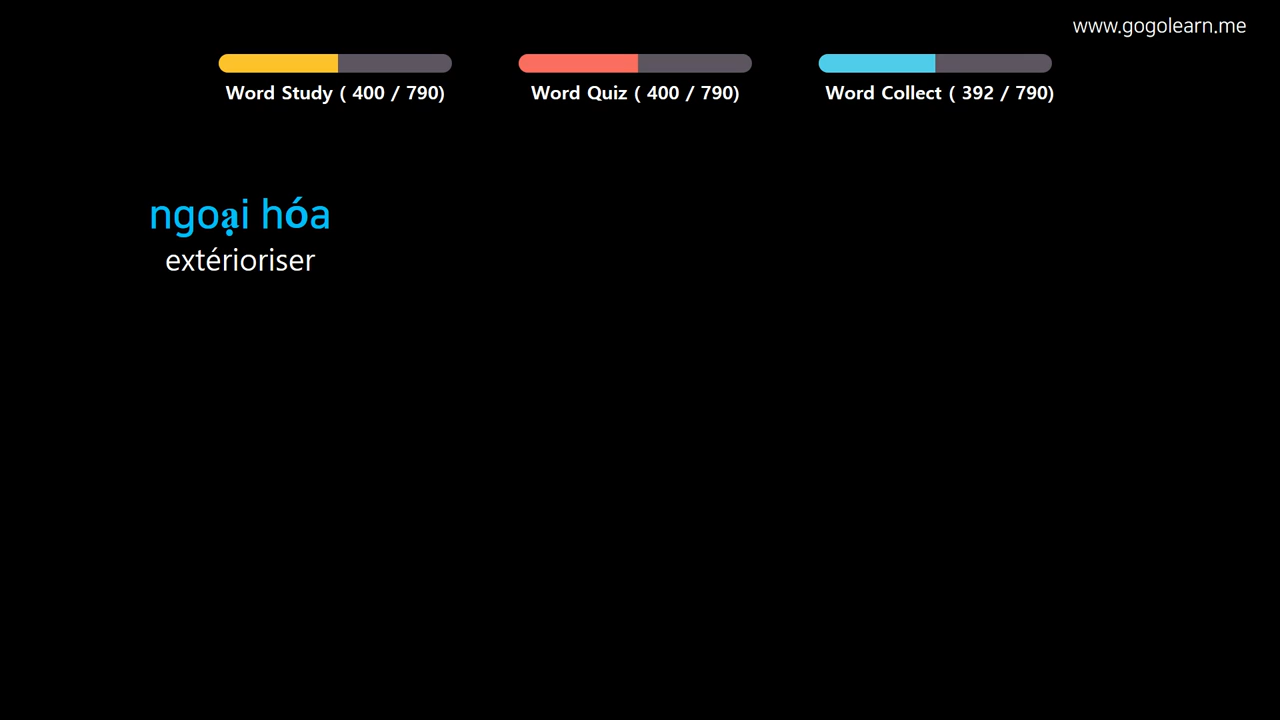 www.gogolearn.me
Word Study ( 400 / 790)
Word Quiz ( 400 / 790)
Word Collect ( 392 / 790)
ngoại hóa
extérioriser